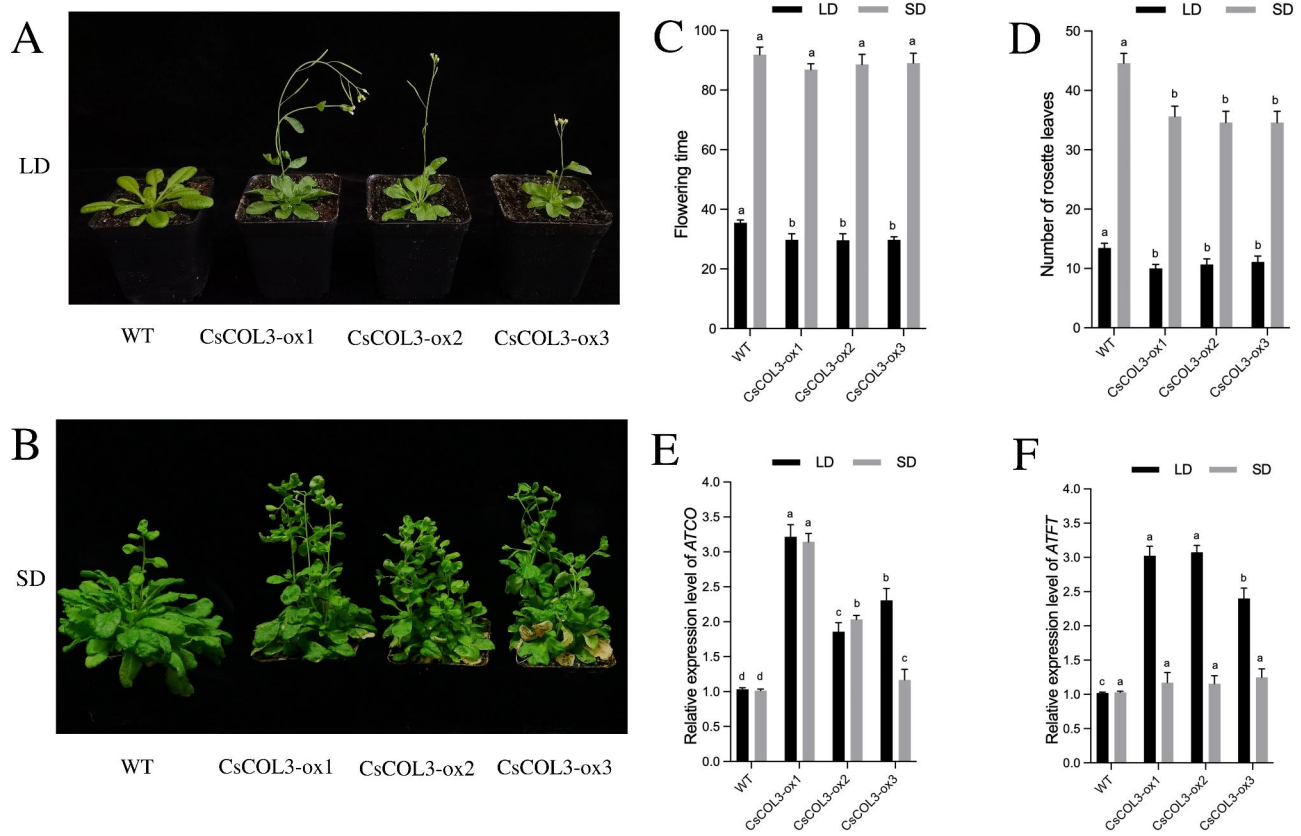 A
LD
WT CsCOL3-ox1 CsCOL3-ox2 CsCOL3-ox3
B
SD
WT CsCOL3-ox1 CsCOL3-ox2 CsCOL3-ox3
C
LD SD
Flowering time
100
80
60
40
20
0
a a a a
a b b b
WT CsCOL3-ox1 CsCOL3-ox2 CsCOL3-ox3
D
LD SD
Number of rosette leaves
50
40
30
20
10
0
a b b b
a b b b
WT CsCOL3-ox1 CsCOL3-ox2 CsCOL3-ox3
E
LD SD
Relative expression level of ATCO
4.0
3.5
3.0
2.5
2.0
1.5
1.0
0.5
0.0
d d a a c b b c
WT CsCOL3-ox1 CsCOL3-ox2 CsCOL3-ox3
F
LD SD
Relative expression level of ATFT
4.0
3.5
3.0
2.5
2.0
1.5
1.0
0.5
0.0
c a a a a a b a
WT CsCOL3-ox1 CsCOL3-ox2 CsCOL3-ox3